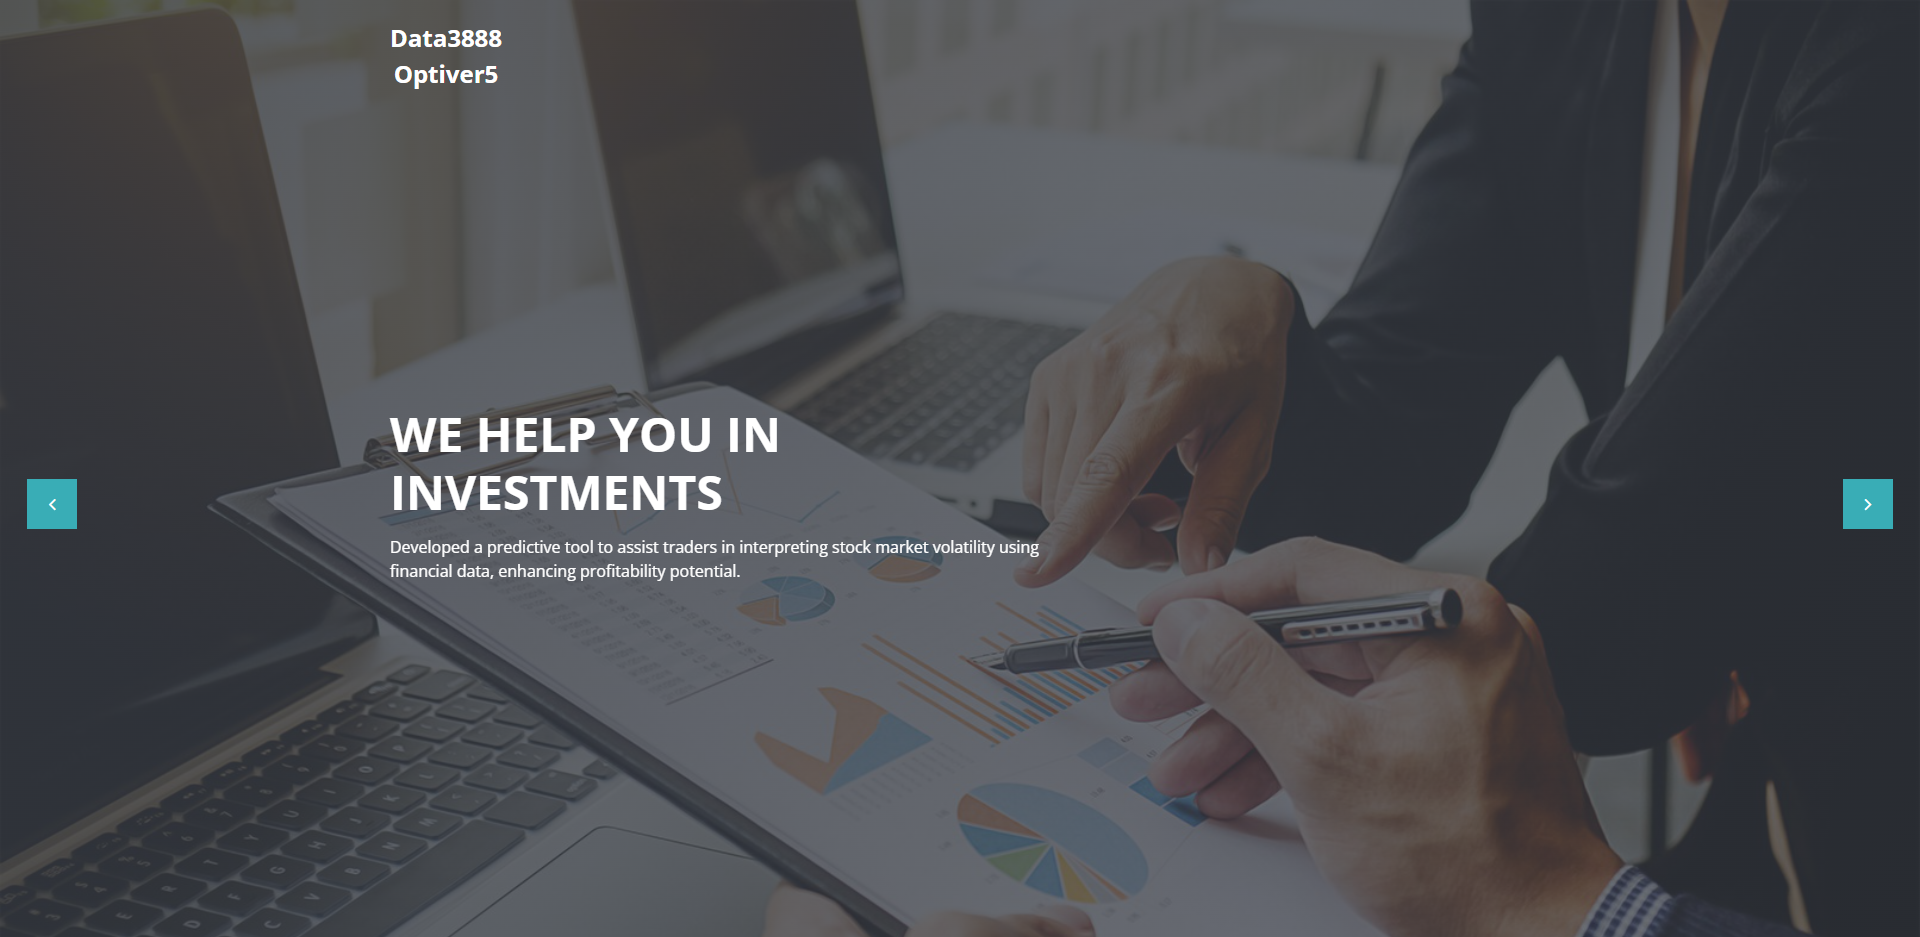 Data3888
Optiver5
WE HELP YOU IN
INVESTMENTS
Developed a predictive tool to assist traders in interpreting stock market volatility using
financial data, enhancing profitability potential.